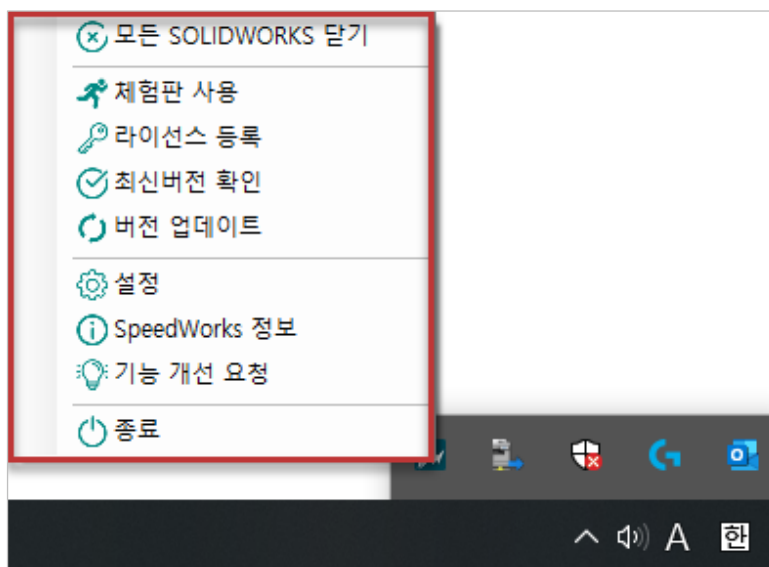 모든 SOLIDWORKS 닫기
체험판 사용
라이선스 등록
최신버전 확인
버전 업데이트
설정
SpeedWorks 정보
기능 개선 요청
종료
A 한